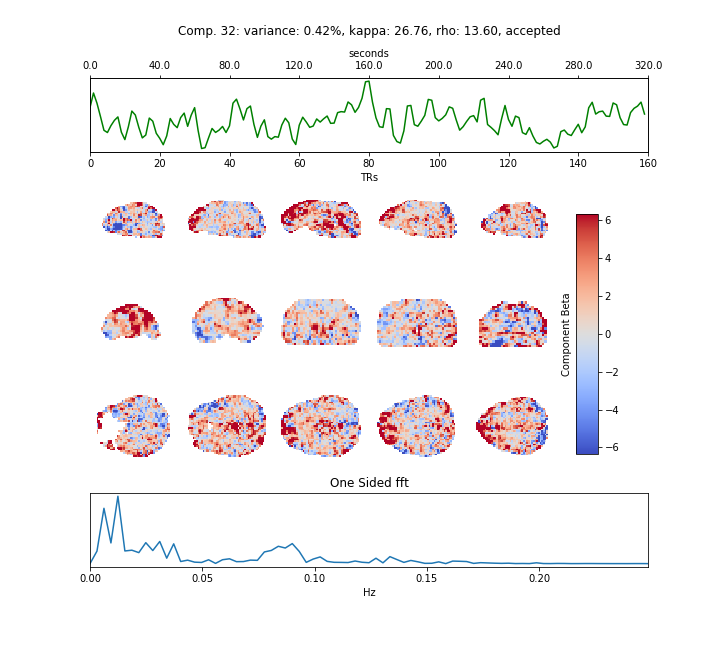 Comp. 32: variance: 0.42%, kappa: 26.76, rho: 13.60, accepted
seconds
0.0 40.0 80.0 120.0 160.0 200.0 240.0 280.0 320.0
0 20 40 60 80 100 120 140 160
TRs
6
4
2
0
−2
−4
−6
Component Beta
One Sided fft
0.00 0.05 0.10 0.15 0.20
Hz